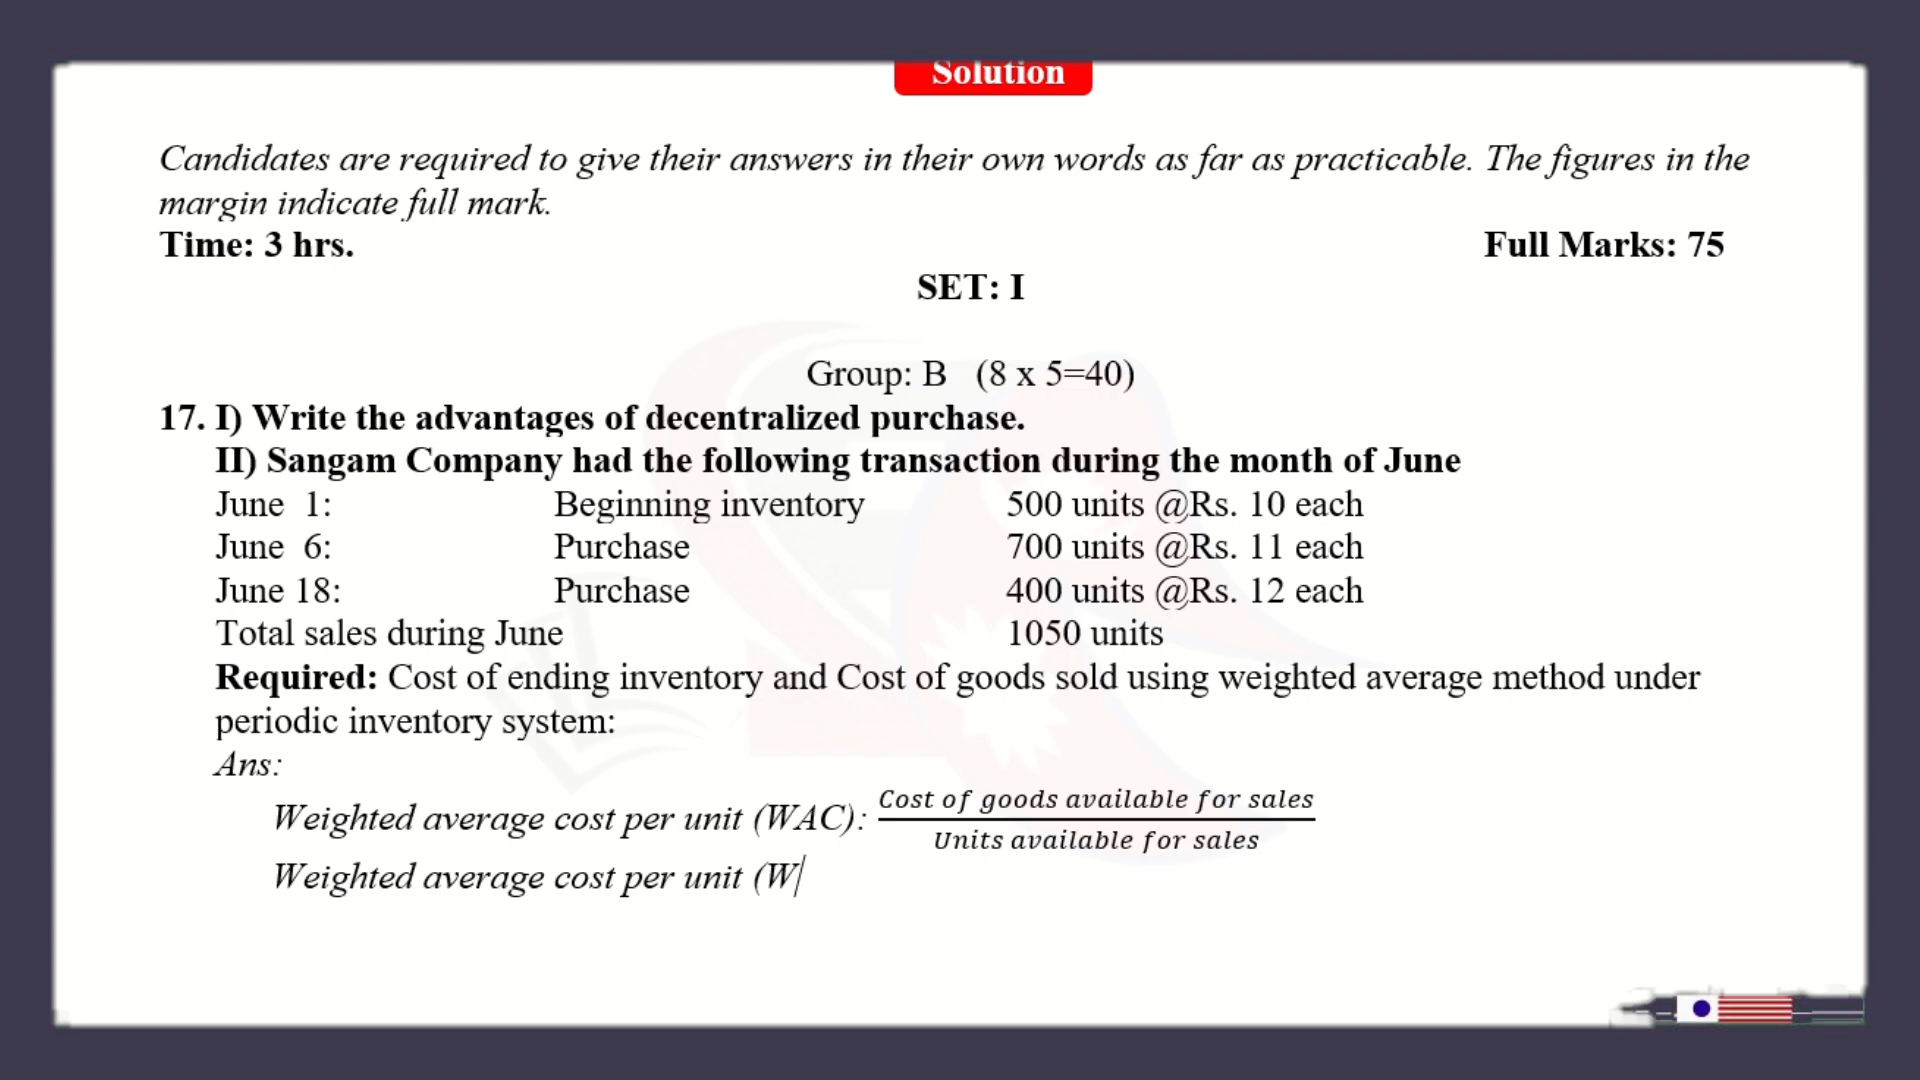 Solution
Candidates are required to give their answers in their own words as far as practicable. The figures in the
margin indicate full mark.
Time: 3 hrs. Full Marks: 75
SET: I
Group: B (8 x 5=40)
17. I) Write the advantages of decentralized purchase.
II) Sangam Company had the following transaction during the month of June
June 1: Beginning inventory 500 units @Rs. 10 each
June 6: Purchase 700 units @Rs. 11 each
June 18: Purchase 400 units @Rs. 12 each
Total sales during June 1050 units
Required: Cost of ending inventory and Cost of goods sold using weighted average method under
periodic inventory system:
Ans:
Weighted average cost per unit (WAC): Cost of goods available for sales
Units available for sales
Weighted average cost per unit (W